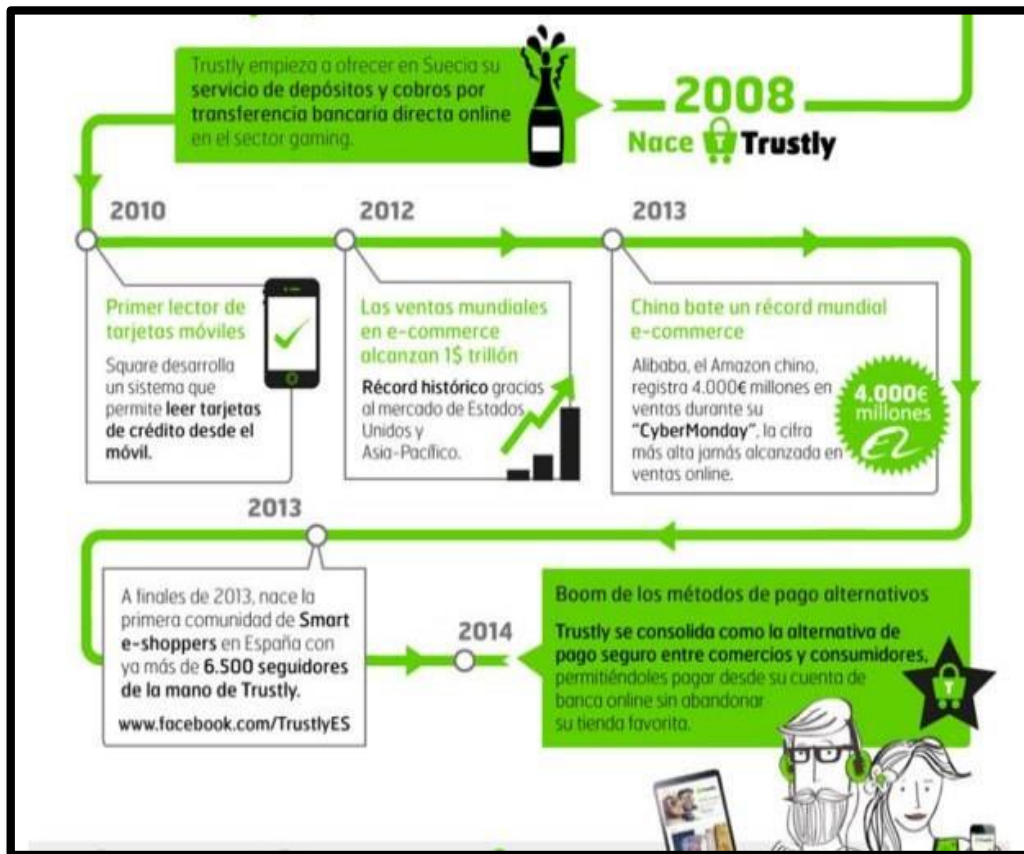 Trustly empieza a ofrecer en Suecia su
servicio de depósitos y cobros por
transferencia bancaria directa online
en el sector gaming.
2008
Nace Trustly
2010
Primer lector de
tarjetas móviles
Square desarrolla
un sistema que
permite leer tarjetas
de crédito desde el
móvil.
2012
Las ventas mundiales
en e-commerce
alcanzan 1$ trillón
Récord histórico gracias
al mercado de Estados
Unidos y
Asia-Pacífico.
2013
China bate un récord mundial
e-commerce
Alibaba, el Amazon chino,
registra 4.000€ millones en
ventas durante su
"CyberMonday", la cifra
más alta jamás alcanzada en
ventas online.
4.000€
millones
2013
A finales de 2013, nace la
primera comunidad de Smart
e-shoppers en España con
ya más de 6.500 seguidores
de la mano de Trustly.
www.facebook.com/TrustlyES
2014
Boom de los métodos de pago alternativos
Trustly se consolida como la alternativa de
pago seguro entre comercios y consumidores,
permitiéndoles pagar desde su cuenta de
banca online sin abandonar
su tienda favorita.
T